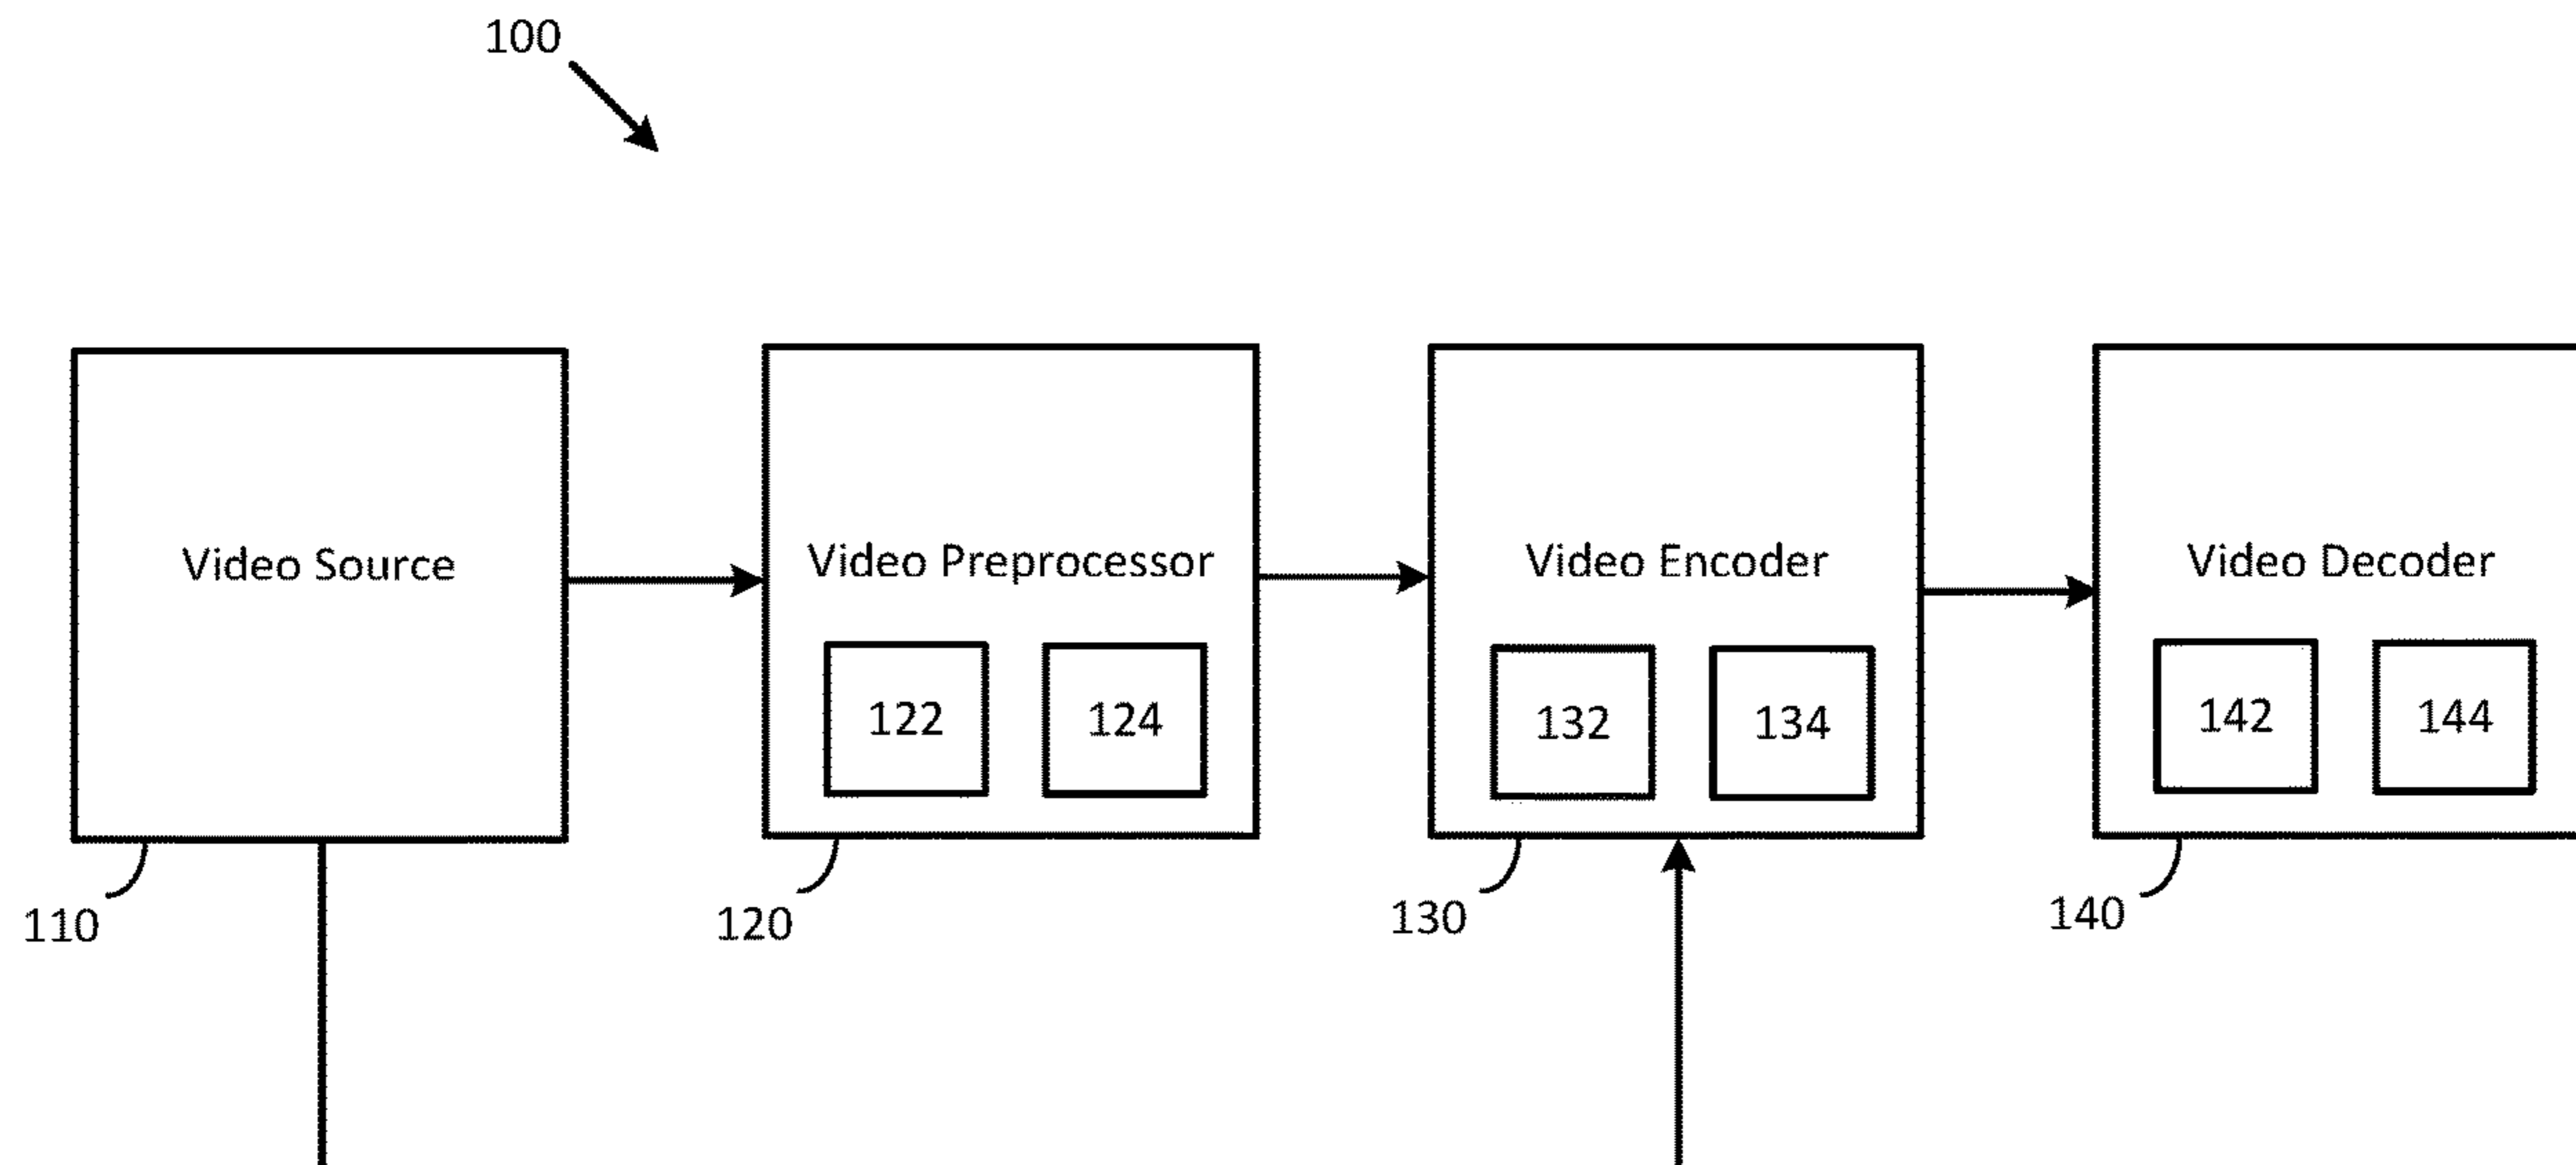 100
Video Source
Video Preprocessor
Video Encoder
Video Decoder
122
124
132
134
142
144
110
120
130
140